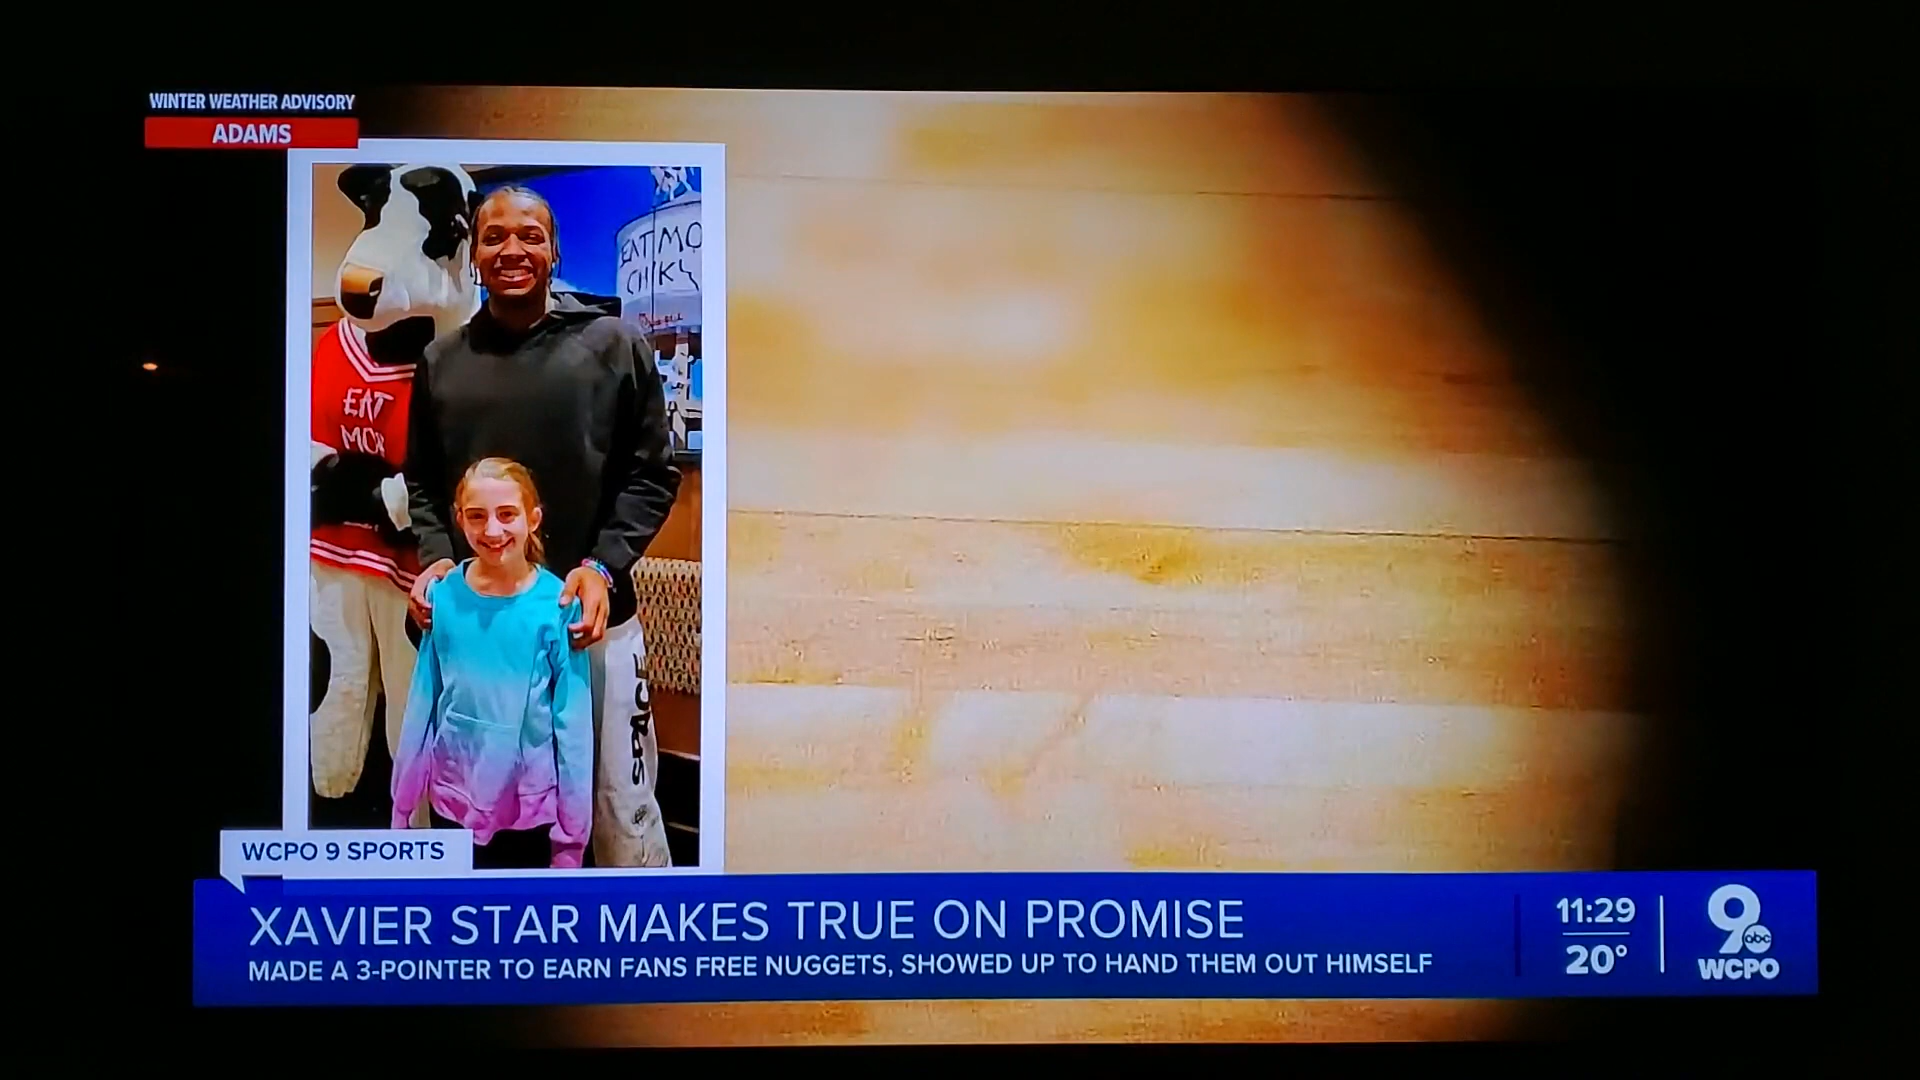 WINTER WEATHER ADVISORY
ADAMS
EAT MO
CHIK
EAT
MOR
SPACE
WCPO 9 SPORTS
XAVIER STAR MAKES TRUE ON PROMISE
MADE A 3-POINTER TO EARN FANS FREE NUGGETS, SHOWED UP TO HAND THEM OUT HIMSELF
11:29
20°
9
abc
WCPO